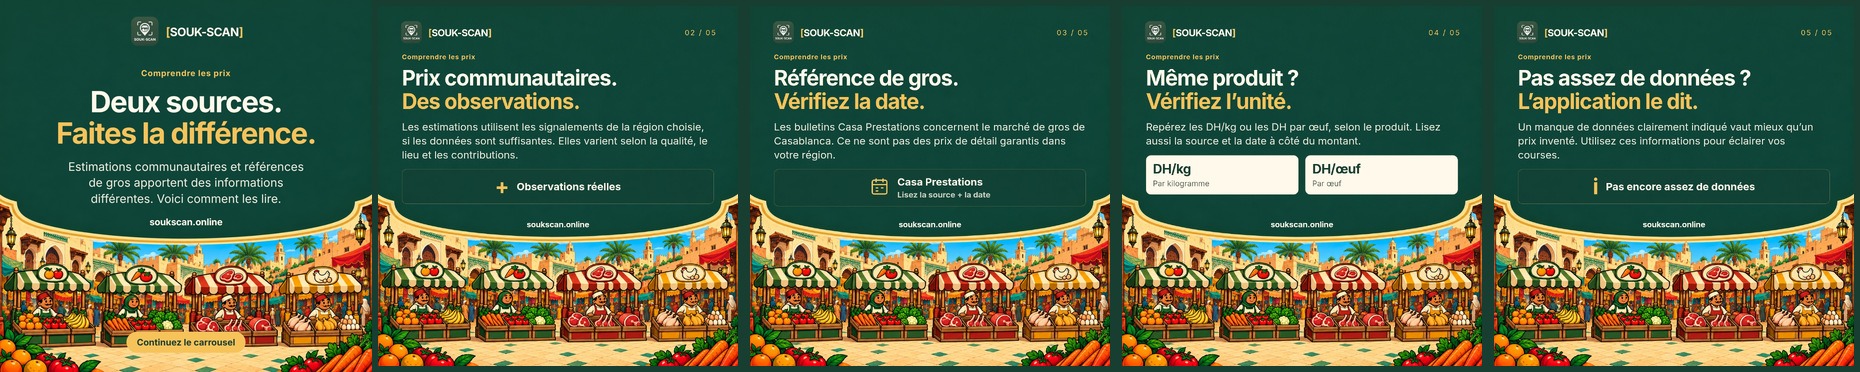 SOUK-SCAN
[SOUK-SCAN]
Comprendre les prix
Deux sources.
Faites la différence.
Estimations communautaires et références
de gros apportent des informations
différentes. Voici comment les lire.
soukscan.online
Continuez le carrousel
SOUK-SCAN
[SOUK-SCAN]
02 / 05
Comprendre les prix
Prix communautaires.
Des observations.
Les estimations utilisent les signalements de la région choisie,
si les données sont suffisantes. Elles varient selon la qualité, le
lieu et les contributions.
+ Observations réelles
soukscan.online
SOUK-SCAN
[SOUK-SCAN]
03 / 05
Comprendre les prix
Référence de gros.
Vérifiez la date.
Les bulletins Casa Prestations concernent le marché de gros de
Casablanca. Ce ne sont pas des prix de détail garantis dans
votre région.
Casa Prestations
Lisez la source + la date
soukscan.online
SOUK-SCAN
[SOUK-SCAN]
04 / 05
Comprendre les prix
Même produit ?
Vérifiez l’unité.
Repérez les DH/kg ou les DH par œuf, selon le produit. Lisez
aussi la source et la date à côté du montant.
DH/kg
Par kilogramme
DH/œuf
Par œuf
soukscan.online
SOUK-SCAN
[SOUK-SCAN]
05 / 05
Comprendre les prix
Pas assez de données ?
L’application le dit.
Un manque de données clairement indiqué vaut mieux qu’un
prix inventé. Utilisez ces informations pour éclairer vos
courses.
i Pas encore assez de données
soukscan.online